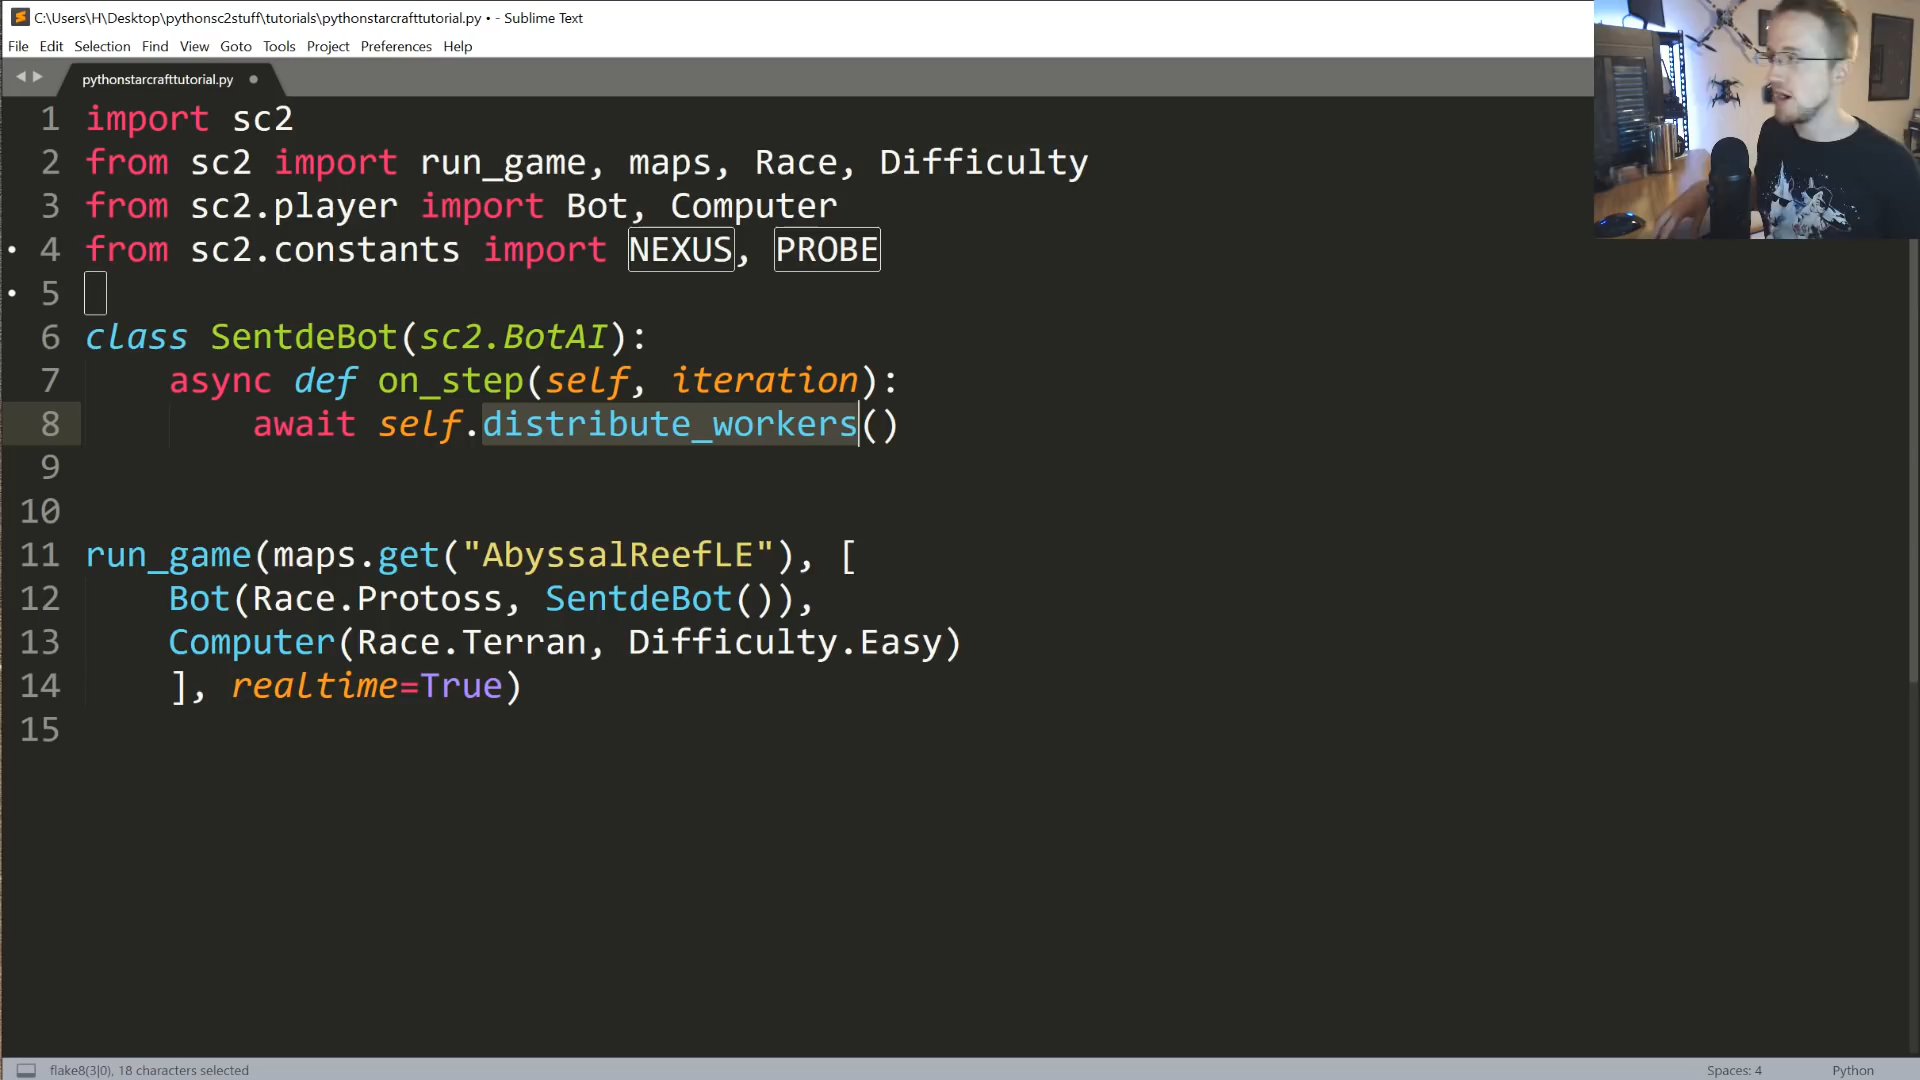 C:\Users\H\Desktop\pythonsc2stuff\tutorials\pythonstarcrafttutorial.py • - Sublime Text
File Edit Selection Find View Goto Tools Project Preferences Help
pythonstarcrafttutorial.py
1 import sc2
2 from sc2 import run_game, maps, Race, Difficulty
3 from sc2.player import Bot, Computer
4 from sc2.constants import NEXUS, PROBE
5
6 class SentdeBot(sc2.BotAI):
7 async def on_step(self, iteration):
8 await self.distribute_workers()
9
10
11 run_game(maps.get("AbyssalReefLE"), [
12 Bot(Race.Protoss, SentdeBot()),
13 Computer(Race.Terran, Difficulty.Easy)
14 ], realtime=True)
15
flake8(3|0), 18 characters selected Spaces: 4 Python